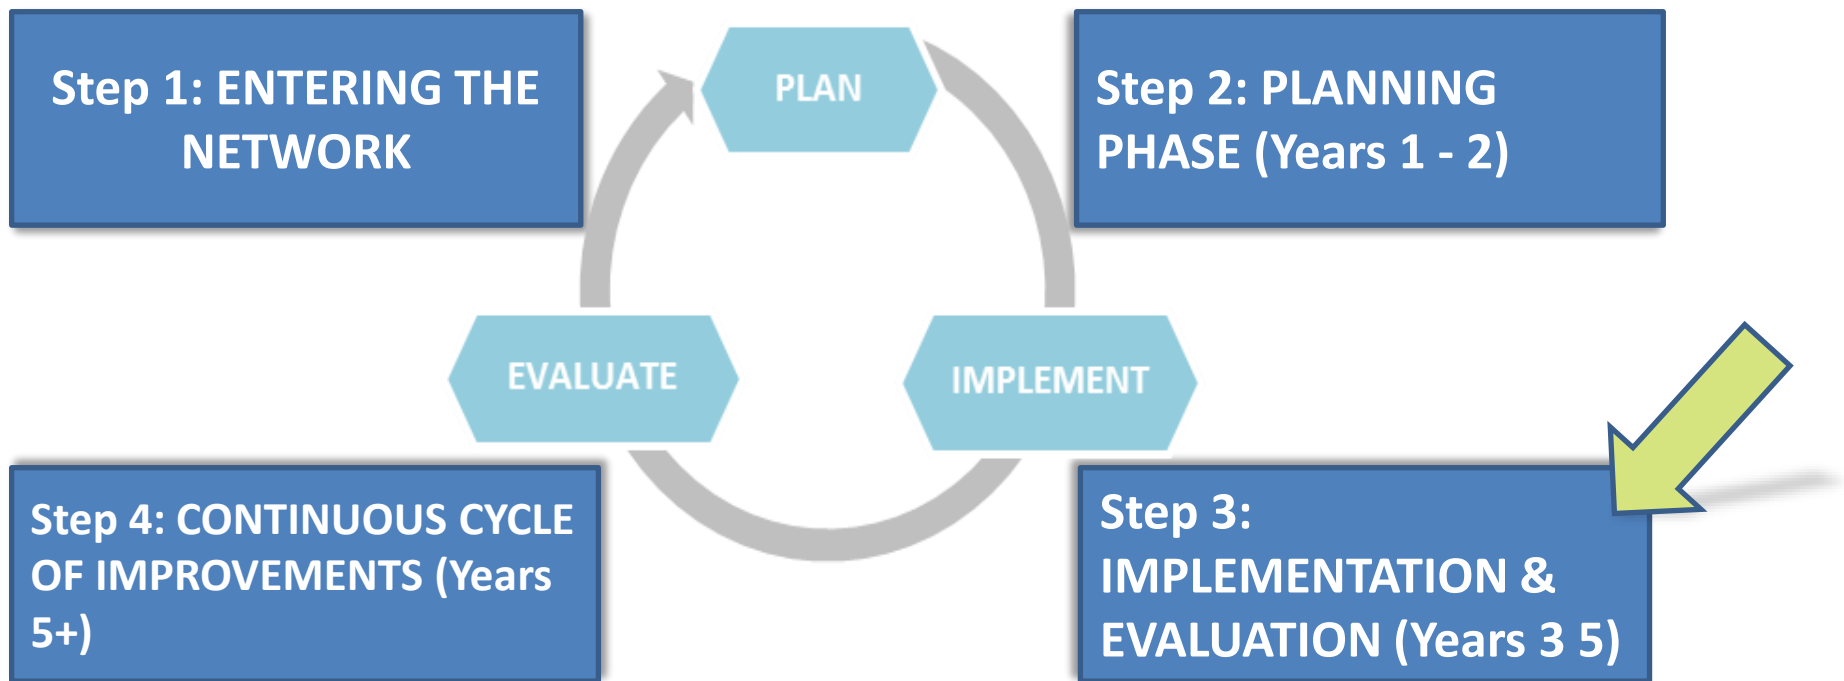 Step 1: ENTERING THE
NETWORK
PLAN
Step 2: PLANNING
PHASE (Years 1 - 2)
EVALUATE
IMPLEMENT
Step 4: CONTINUOUS CYCLE
OF IMPROVEMENTS (Years
5+)
Step 3:
IMPLEMENTATION &
EVALUATION (Years 3 5)